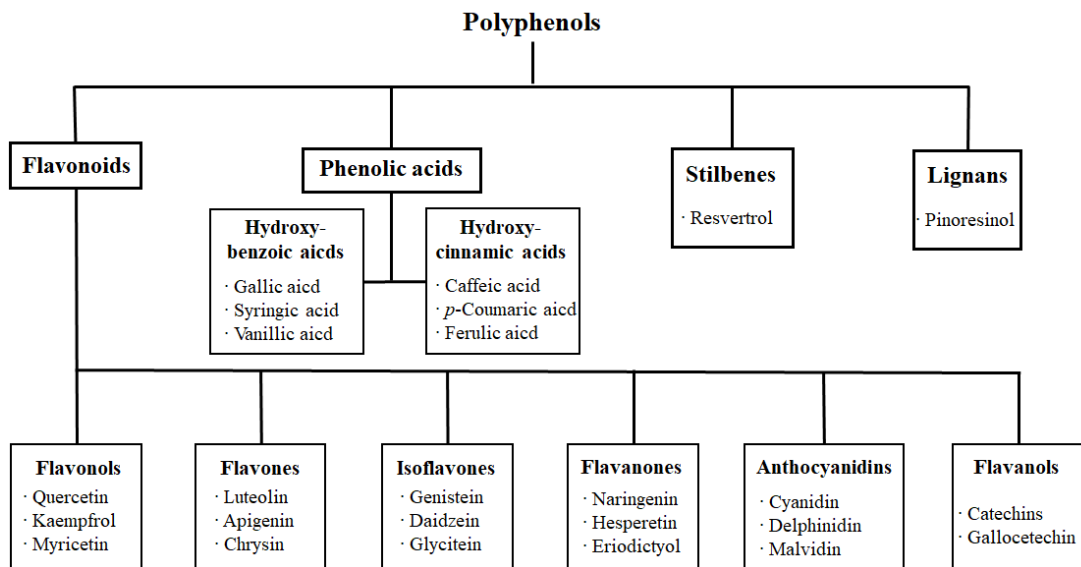 Polyphenols
Flavonoids
Phenolic acids
Stilbenes
· Resvertrol
Lignans
· Pinoresinol
Hydroxy-
benzoic aicds
· Gallic aicd
· Syringic acid
· Vanillic aicd
Hydroxy-
cinnamic acids
· Caffeic acid
· p-Coumaric aicd
· Ferulic aicd
Flavonols
· Quercetin
· Kaempfrol
· Myricetin
Flavones
· Luteolin
· Apigenin
· Chrysin
Isoflavones
· Genistein
· Daidzein
· Glycitein
Flavanones
· Naringenin
· Hesperetin
· Eriodictyol
Anthocyanidins
· Cyanidin
· Delphinidin
· Malvidin
Flavanols
· Catechins
· Gallocetechin